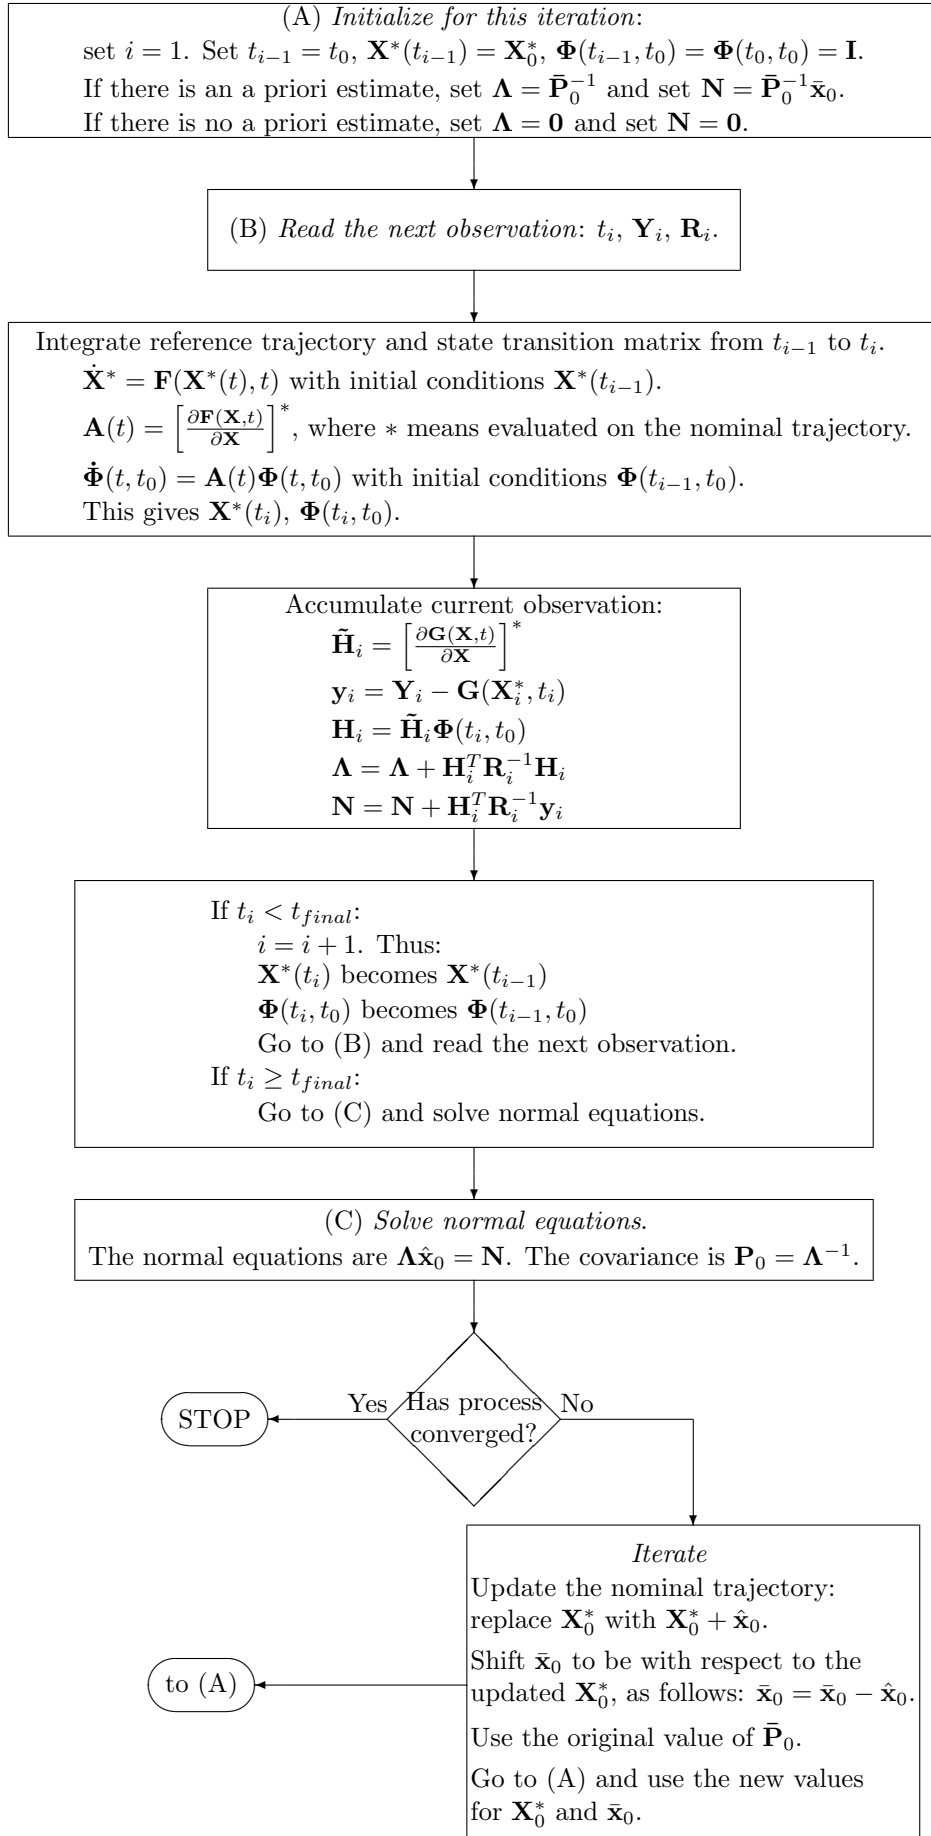 (A) Initialize for this iteration:
set i = 1. Set t_{i−1} = t_0, X*(t_{i−1}) = X*_0, Φ(t_{i−1}, t_0) = Φ(t_0, t_0) = I.
If there is an a priori estimate, set Λ = P̄_0^{−1} and set N = P̄_0^{−1} x̄_0.
If there is no a priori estimate, set Λ = 0 and set N = 0.
(B) Read the next observation: t_i, Y_i, R_i.
Integrate reference trajectory and state transition matrix from t_{i−1} to t_i.
Ẋ* = F(X*(t), t) with initial conditions X*(t_{i−1}).
A(t) = [∂F(X,t)/∂X]*, where * means evaluated on the nominal trajectory.
Φ̇(t, t_0) = A(t)Φ(t, t_0) with initial conditions Φ(t_{i−1}, t_0).
This gives X*(t_i), Φ(t_i, t_0).
Accumulate current observation:
H̃_i = [∂G(X,t)/∂X]*
y_i = Y_i − G(X*_i, t_i)
H_i = H̃_i Φ(t_i, t_0)
Λ = Λ + H_i^T R_i^{−1} H_i
N = N + H_i^T R_i^{−1} y_i
If t_i < t_{final}:
i = i + 1. Thus:
X*(t_i) becomes X*(t_{i−1})
Φ(t_i, t_0) becomes Φ(t_{i−1}, t_0)
Go to (B) and read the next observation.
If t_i ≥ t_{final}:
Go to (C) and solve normal equations.
(C) Solve normal equations.
The normal equations are Λx̂_0 = N. The covariance is P_0 = Λ^{−1}.
Has process
converged?
Yes
No
STOP
Iterate
Update the nominal trajectory:
replace X*_0 with X*_0 + x̂_0.
Shift x̄_0 to be with respect to the
updated X*_0, as follows: x̄_0 = x̄_0 − x̂_0.
Use the original value of P̄_0.
Go to (A) and use the new values
for X*_0 and x̄_0.
to (A)